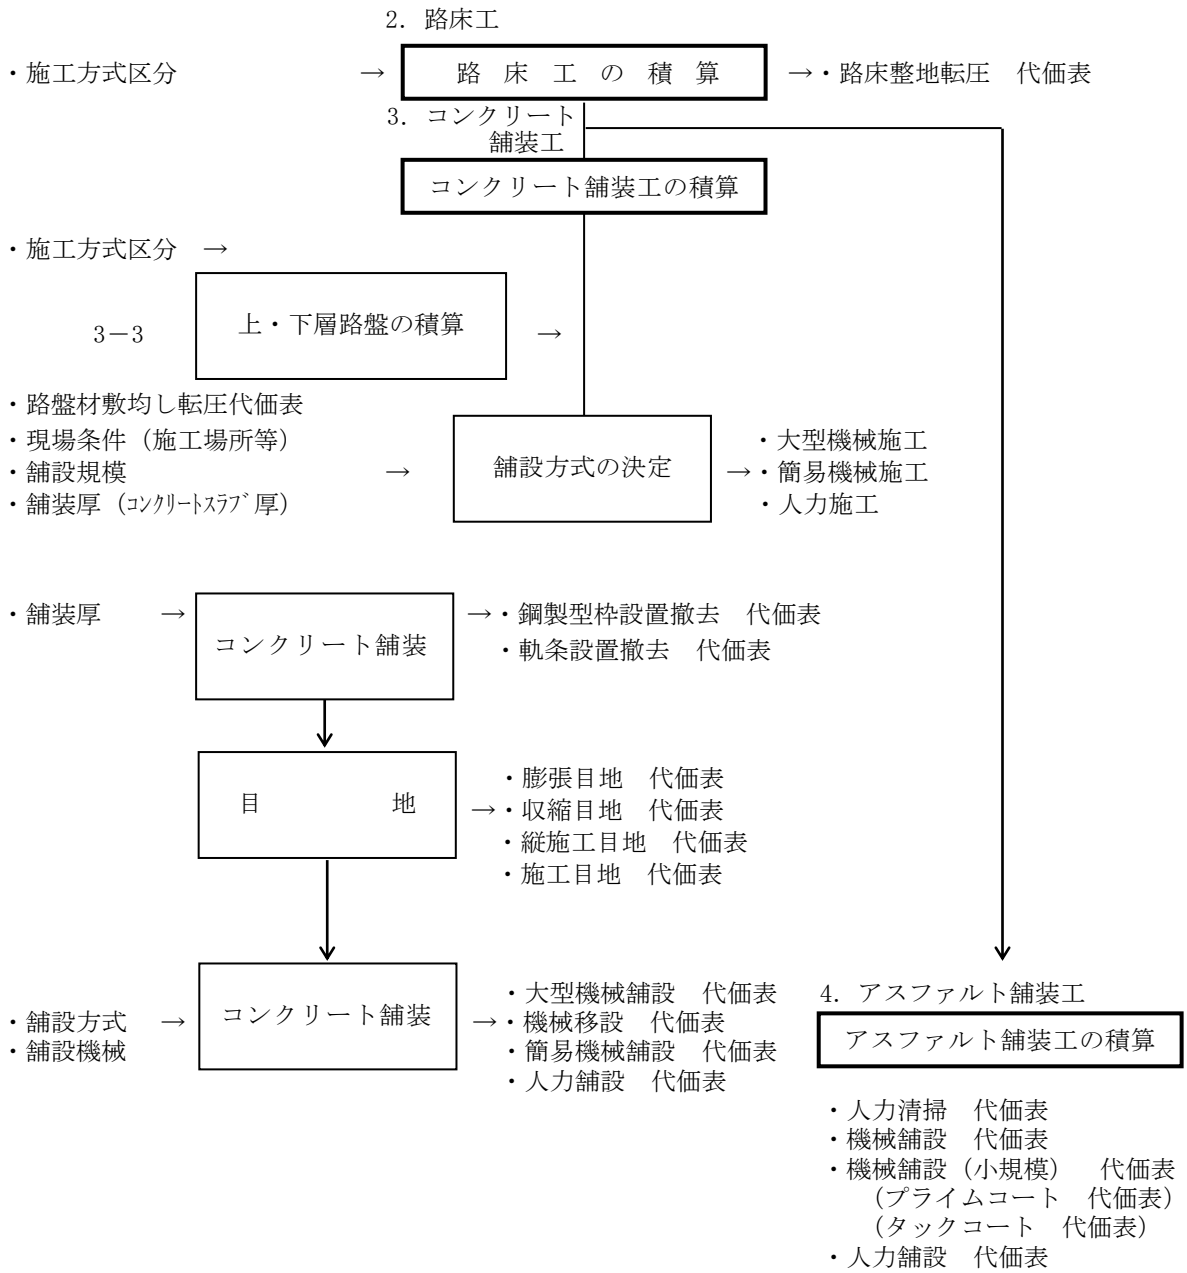 2. 路床工
・施工方式区分 → 路 床 工 の 積 算 →・路床整地転圧 代価表
3. コンクリート
舗装工
コンクリート舗装工の積算
・施工方式区分 →
3－3 上・下層路盤の積算 →
・路盤材敷均し転圧代価表
・現場条件（施工場所等） ・大型機械施工
・舗設規模 → 舗設方式の決定 →・簡易機械施工
・舗装厚（ｺﾝｸﾘｰﾄｽﾗﾌﾞ厚） ・人力施工
・舗装厚 → →・鋼製型枠設置撤去 代価表
コンクリート舗装 ・軌条設置撤去 代価表
・膨張目地 代価表
目 地 →・収縮目地 代価表
・縦施工目地 代価表
・施工目地 代価表
・大型機械舗設 代価表
・舗設方式 → コンクリート舗装 →・機械移設 代価表
・舗設機械 ・簡易機械舗設 代価表
・人力舗設 代価表
4. アスファルト舗装工
アスファルト舗装工の積算
・人力清掃 代価表
・機械舗設 代価表
・機械舗設（小規模） 代価表
（プライムコート 代価表）
（タックコート 代価表）
・人力舗設 代価表